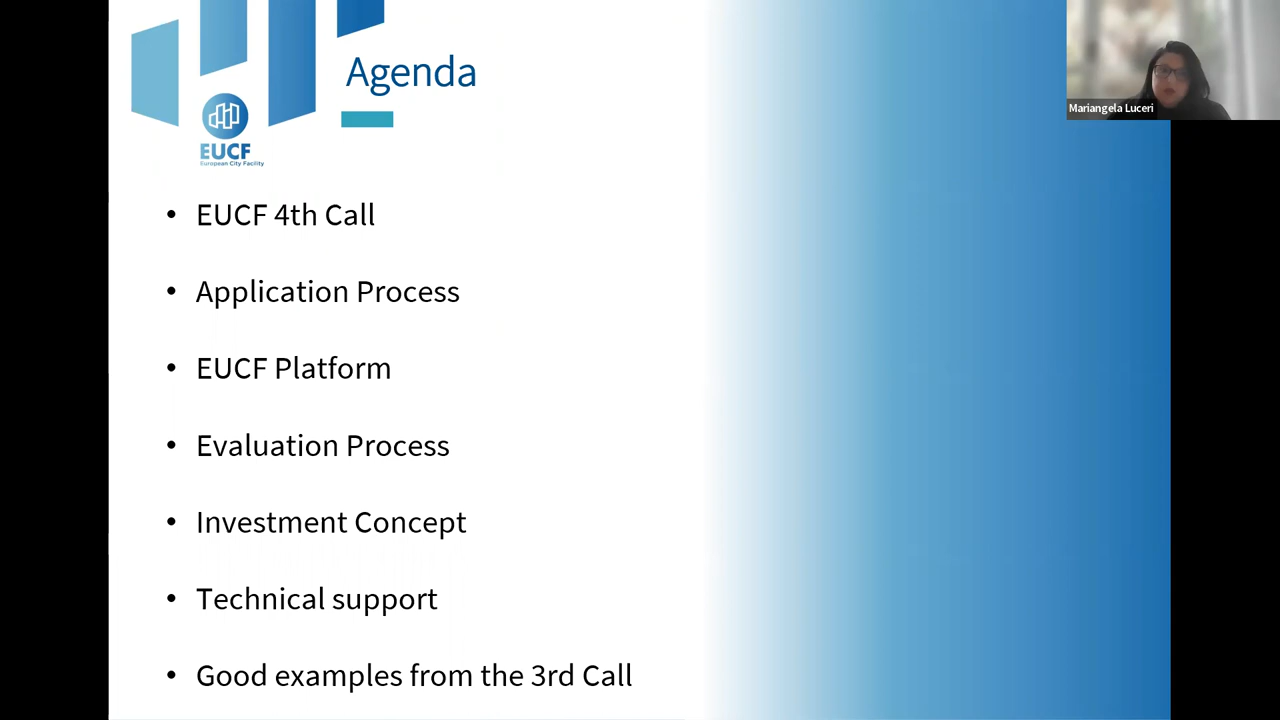 Agenda
Mariangela Luceri
EUCF
European City Facility
• EUCF 4th Call
• Application Process
• EUCF Platform
• Evaluation Process
• Investment Concept
• Technical support
• Good examples from the 3rd Call